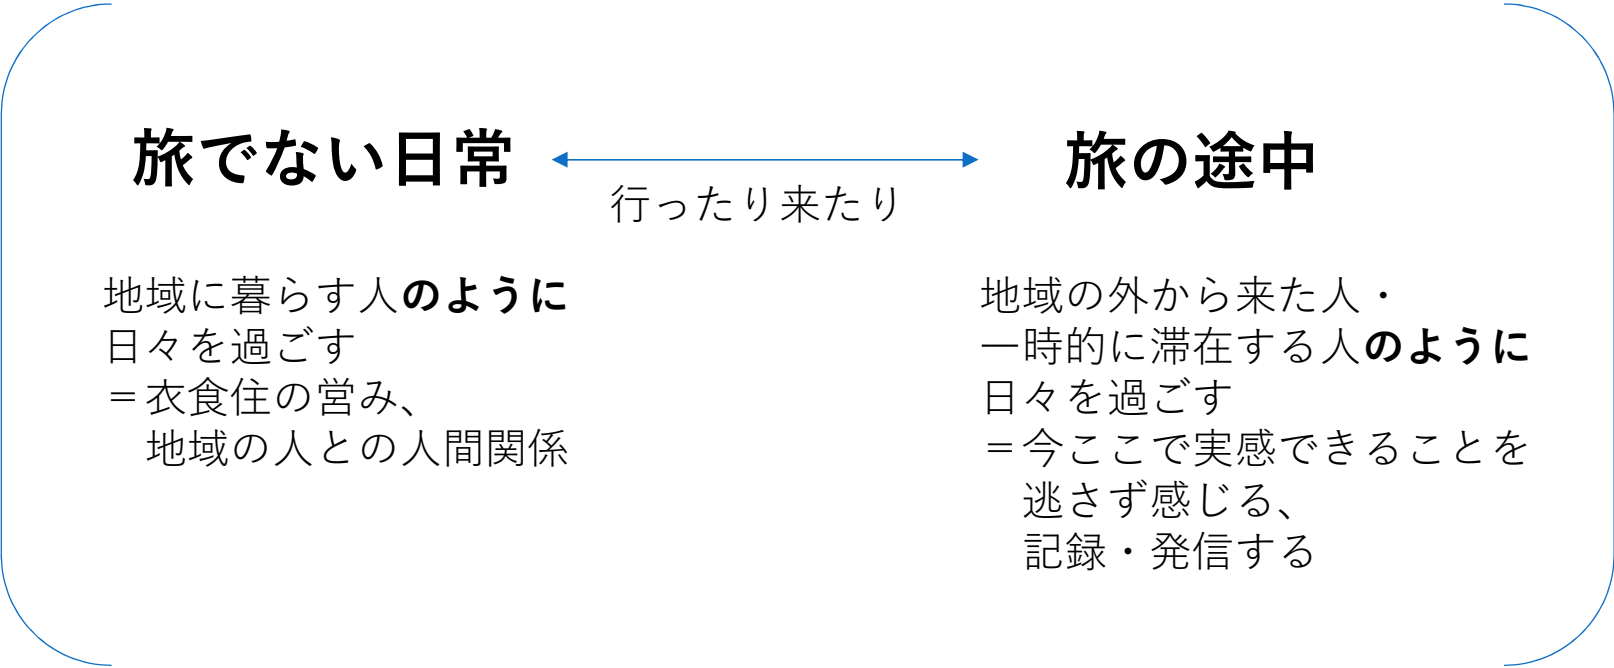 旅でない日常
行ったり来たり
旅の途中
地域に暮らす人のように
日々を過ごす
＝衣食住の営み、
地域の人との人間関係
地域の外から来た人・
一時的に滞在する人のように
日々を過ごす
＝今ここで実感できることを
逃さず感じる、
記録・発信する